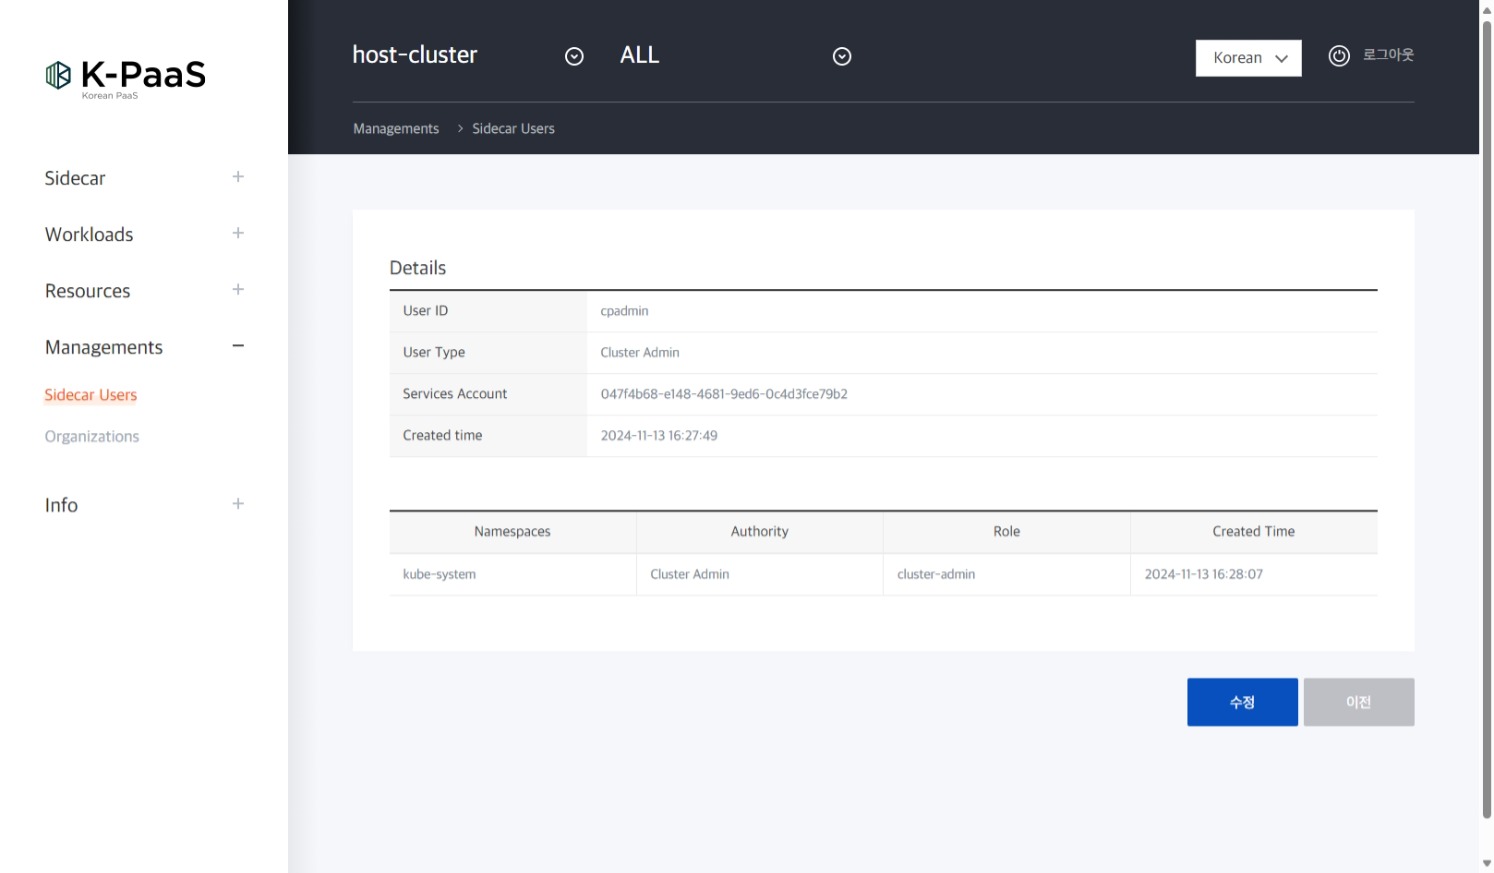 K-PaaS
Korean PaaS
host-cluster
ALL
Korean
로그아웃
Managements > Sidecar Users
Sidecar
Workloads
Resources
Managements
Sidecar Users
Organizations
Info
Details
User ID cpadmin
User Type Cluster Admin
Services Account 047f4b68-e148-4681-9ed6-0c4d3fce79b2
Created time 2024-11-13 16:27:49
Namespaces Authority Role Created Time
kube-system Cluster Admin cluster-admin 2024-11-13 16:28:07
수정 이전